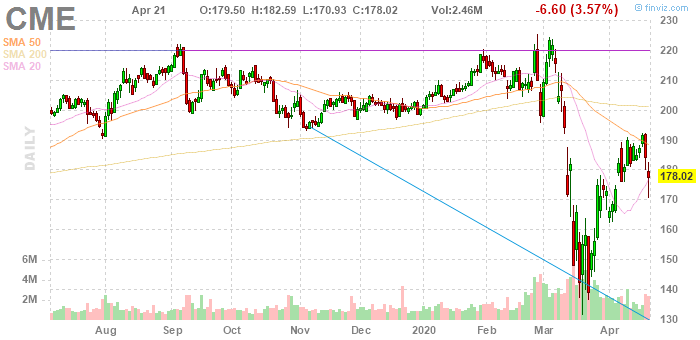 © finviz.com
CME
Apr 21
O:179.50
H:182.59
L:170.93
C:178.02
Vol:2.46M
-6.60 (3.57%)
SMA 50
SMA 200
SMA 20
DAILY
230
220
210
200
190
180
178.02
170
160
150
140
130
6M
4M
2M
Aug Sep Oct Nov Dec 2020 Feb Mar Apr